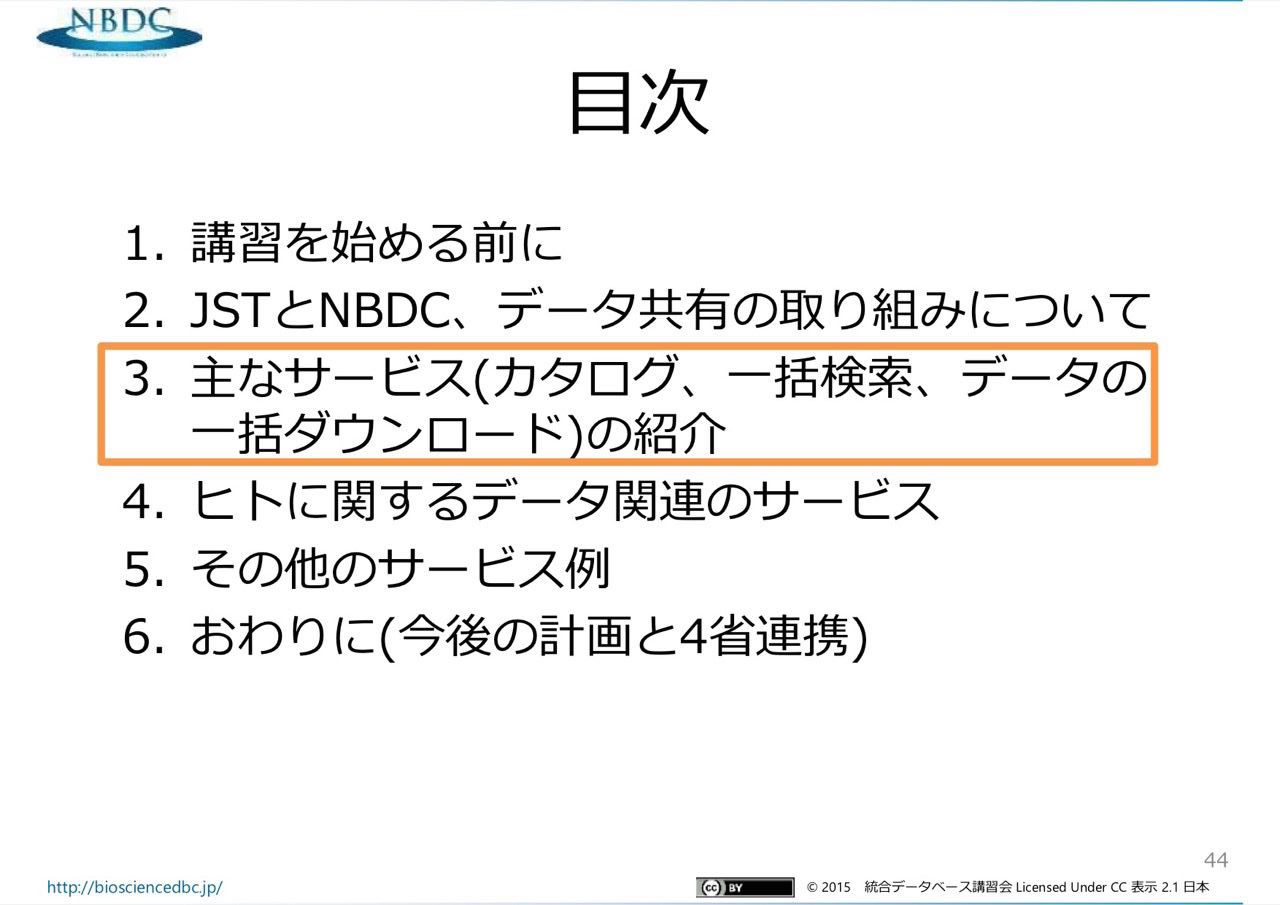 NBDC
目次
1. 講習を始める前に
2. JSTとNBDC、データ共有の取り組みについて
3. 主なサービス(カタログ、一括検索、データの
一括ダウンロード)の紹介
4. ヒトに関するデータ関連のサービス
5. その他のサービス例
6. おわりに(今後の計画と4省連携)
44
http://biosciencedbc.jp/
cc BY © 2015 統合データベース講習会 Licensed Under CC 表示 2.1 日本